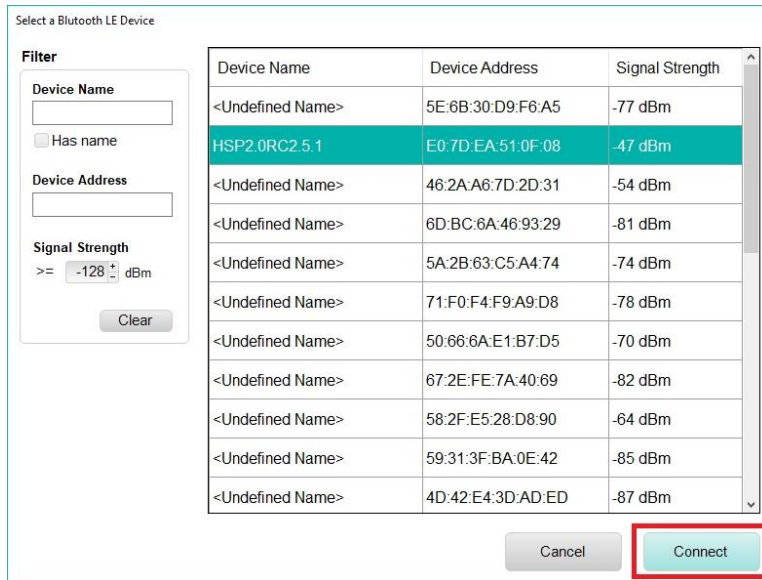 Select a Blutooth LE Device
Filter
Device Name
Has name
Device Address
Signal Strength
>= -128 + - dBm
Clear
Device Name Device Address Signal Strength
<Undefined Name> 5E:6B:30:D9:F6:A5 -77 dBm
HSP2.0RC2.5.1 E0:7D:EA:51:0F:08 -47 dBm
<Undefined Name> 46:2A:A6:7D:2D:31 -54 dBm
<Undefined Name> 6D:BC:6A:46:93:29 -81 dBm
<Undefined Name> 5A:2B:63:C5:A4:74 -74 dBm
<Undefined Name> 71:F0:F4:F9:A9:D8 -78 dBm
<Undefined Name> 50:66:6A:E1:B7:D5 -70 dBm
<Undefined Name> 67:2E:FE:7A:40:69 -82 dBm
<Undefined Name> 58:2F:E5:28:D8:90 -64 dBm
<Undefined Name> 59:31:3F:BA:0E:42 -85 dBm
<Undefined Name> 4D:42:E4:3D:AD:ED -87 dBm
Cancel Connect